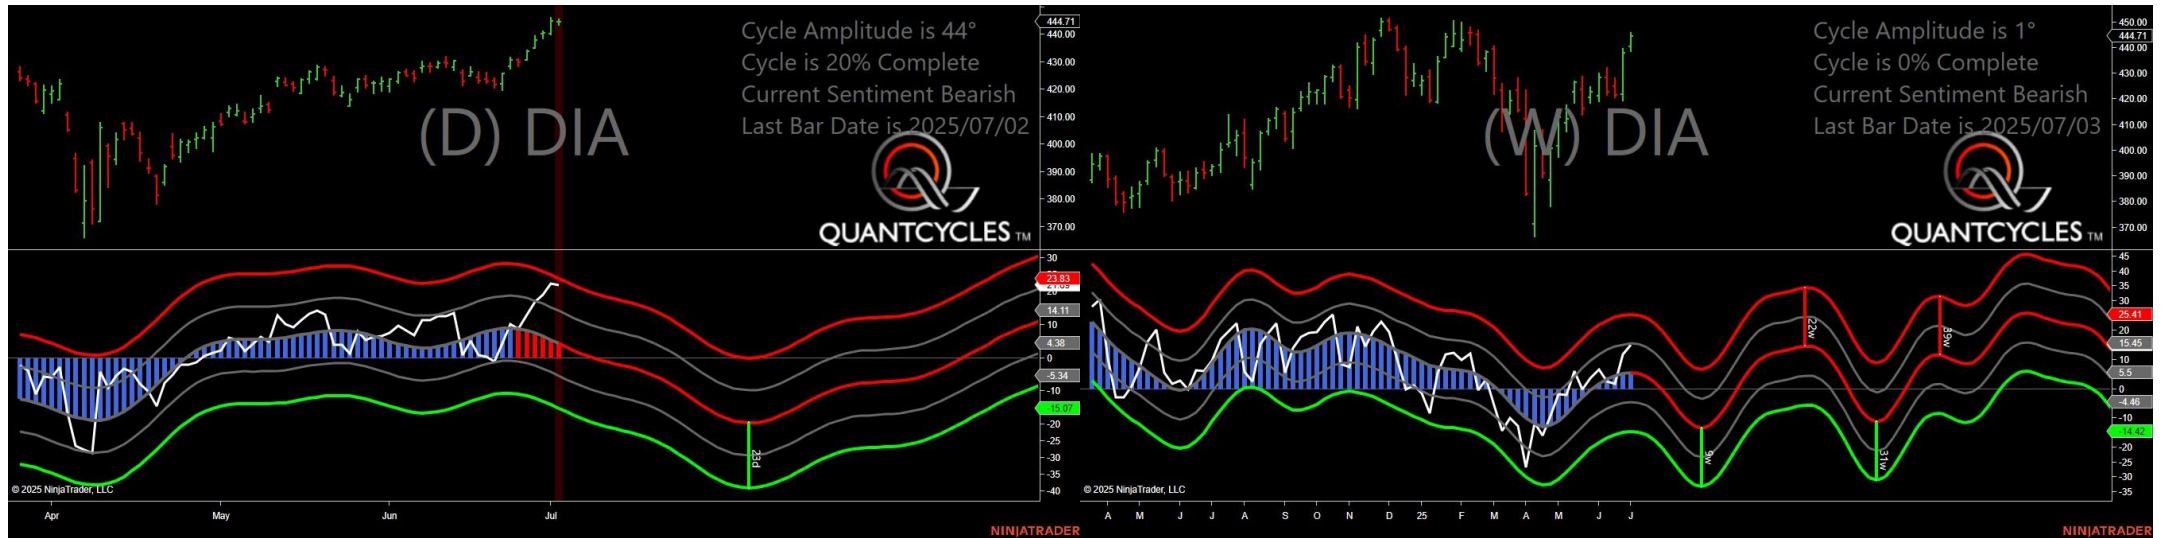 Cycle Amplitude is 44°
Cycle is 20% Complete
Current Sentiment Bearish
Last Bar Date is 2025/07/02
(D) DIA
QUANTCYCLES TM
444.71
440.00
430.00
420.00
410.00
400.00
390.00
380.00
370.00
30
23.83
20
14.11
10
4.38
0
-5.34
-10
-15.07
-20
-25
-30
-35
-40
23d
© 2025 NinjaTrader, LLC
Apr
May
Jun
Jul
NINJATRADER
Cycle Amplitude is 1°
Cycle is 0% Complete
Current Sentiment Bearish
Last Bar Date is 2025/07/03
(W) DIA
QUANTCYCLES TM
450.00
444.71
440.00
430.00
420.00
410.00
400.00
390.00
380.00
370.00
45
40
35
30
25.41
20
15.45
10
5.5
0
-4.46
-10
-14.42
-20
-25
-30
-35
9w
22w
31w
39w
© 2025 NinjaTrader, LLC
A M J J A S O N D 25 F M A M J J
NINJATRADER